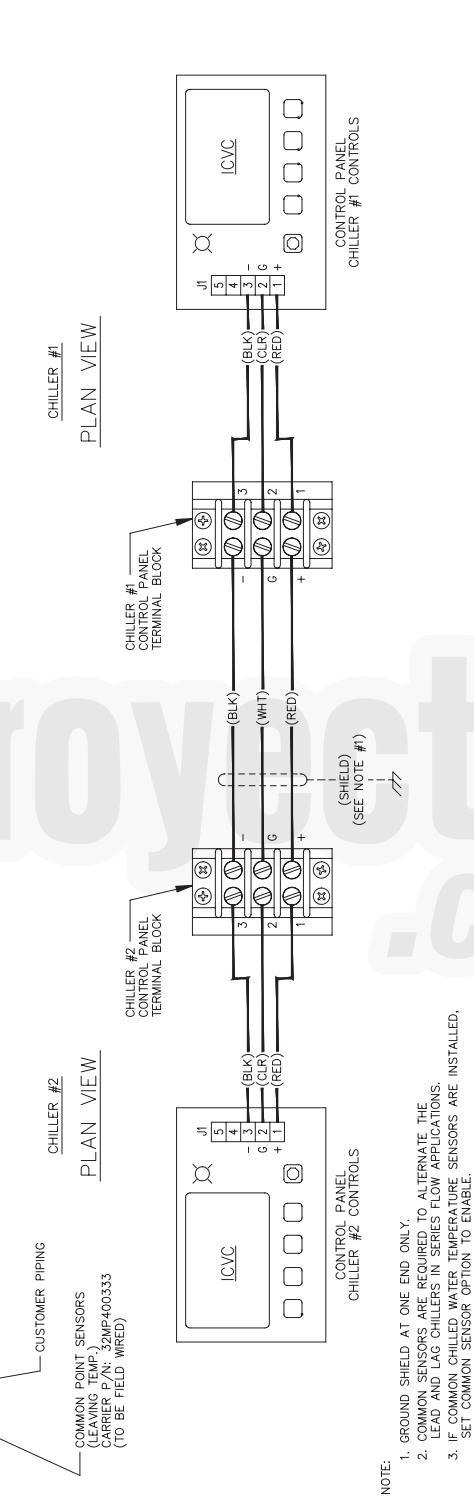 CHILLER #2
PLAN VIEW
CUSTOMER PIPING
COMMON POINT SENSORS
(LEAVING TEMP.)
CARRIER P/N: 32MP400333
(TO BE FIELD WIRED)
ICVC
J1
5
4
3 -
2 G
1 +
CONTROL PANEL
CHILLER #2 CONTROLS
(BLK)
(CLR)
(RED)
CHILLER #2
CONTROL PANEL
TERMINAL BLOCK
3 -
2 G
1 +
(BLK)
(WHT)
(RED)
(SHIELD)
(SEE NOTE #1)
CHILLER #1
PLAN VIEW
CHILLER #1
CONTROL PANEL
TERMINAL BLOCK
- 3
G 2
+ 1
(BLK)
(CLR)
(RED)
J1
5
4
3 -
2 G
1 +
ICVC
CONTROL PANEL
CHILLER #1 CONTROLS
NOTE:
1. GROUND SHIELD AT ONE END ONLY.
2. COMMON SENSORS ARE REQUIRED TO ALTERNATE THE
LEAD AND LAG CHILLERS IN SERIES FLOW APPLICATIONS.
3. IF COMMON CHILLED WATER TEMPERATURE SENSORS ARE INSTALLED,
SET COMMON SENSOR OPTION TO ENABLE.
royect
.c